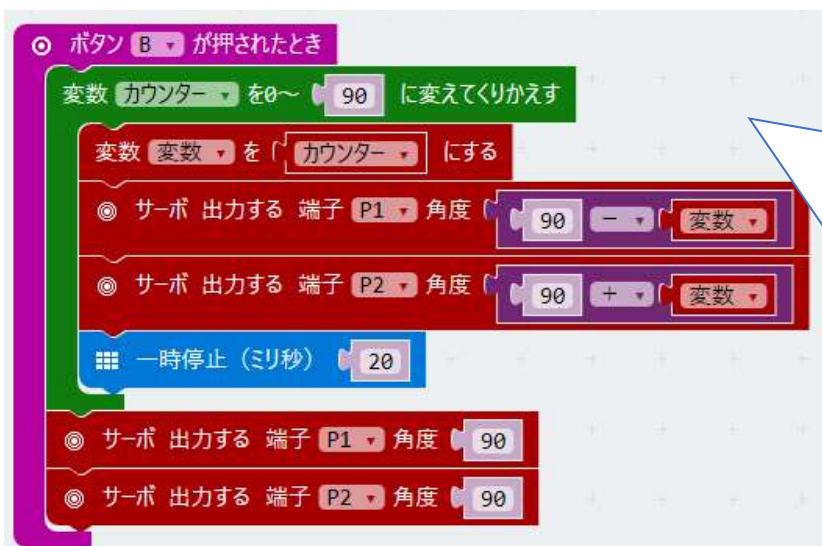 ボタン B が押されたとき
変数 カウンター を0～ 90 に変えてくりかえす
変数 変数 を カウンター にする
サーボ 出力する 端子 P1 角度 90 - 変数
サーボ 出力する 端子 P2 角度 90 + 変数
一時停止（ミリ秒） 20
サーボ 出力する 端子 P1 角度 90
サーボ 出力する 端子 P2 角度 90